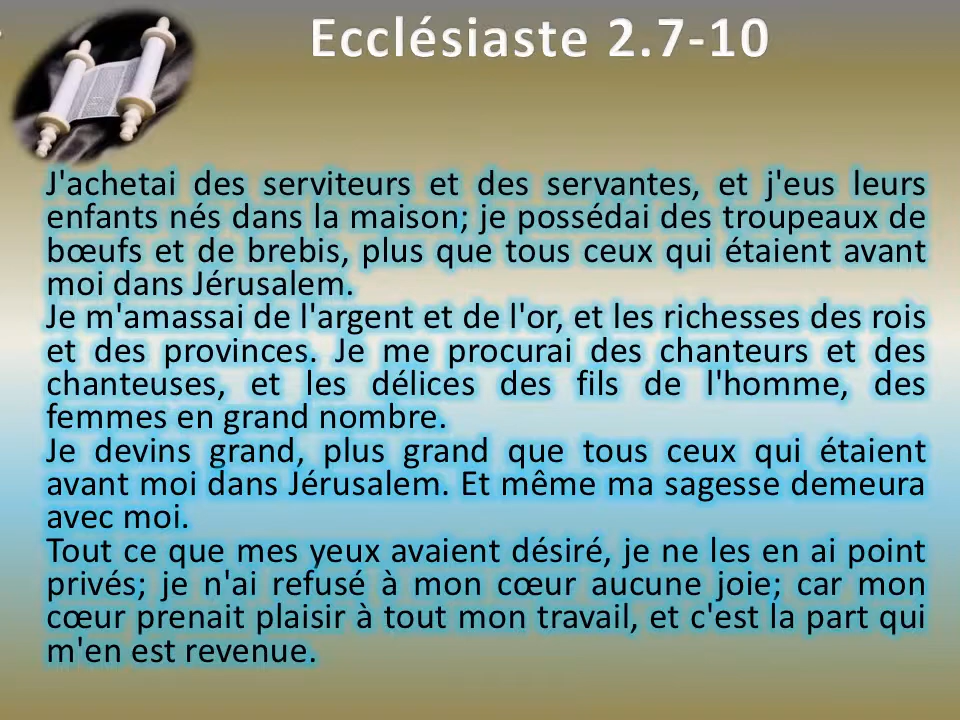 Ecclésiaste 2.7-10
J'achetai des serviteurs et des servantes, et j'eus leurs
enfants nés dans la maison; je possédai des troupeaux de
bœufs et de brebis, plus que tous ceux qui étaient avant
moi dans Jérusalem.
Je m'amassai de l'argent et de l'or, et les richesses des rois
et des provinces. Je me procurai des chanteurs et des
chanteuses, et les délices des fils de l'homme, des
femmes en grand nombre.
Je devins grand, plus grand que tous ceux qui étaient
avant moi dans Jérusalem. Et même ma sagesse demeura
avec moi.
Tout ce que mes yeux avaient désiré, je ne les en ai point
privés; je n'ai refusé à mon cœur aucune joie; car mon
cœur prenait plaisir à tout mon travail, et c'est la part qui
m'en est revenue.